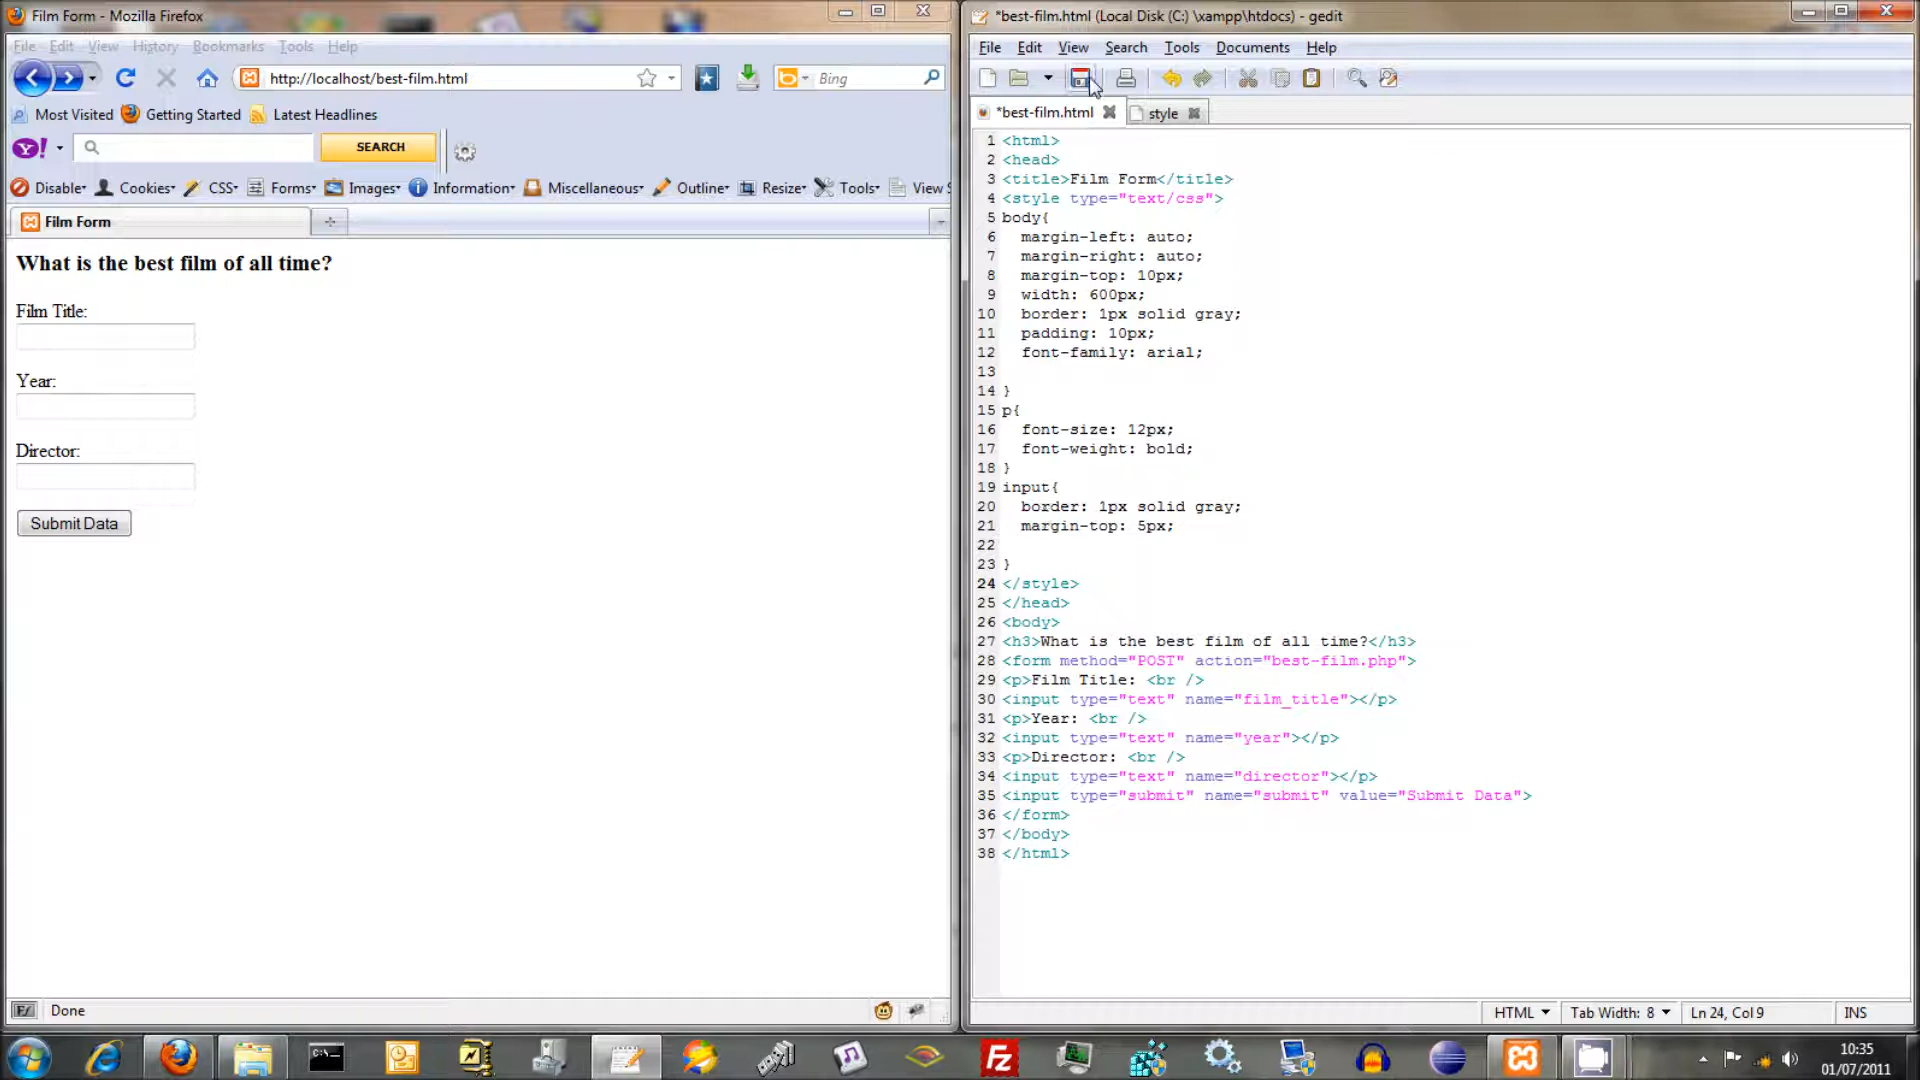 Film Form - Mozilla Firefox
File Edit View History Bookmarks Tools Help
http://localhost/best-film.html
Bing
Most Visited Getting Started Latest Headlines
Y! SEARCH
Disable Cookies CSS Forms Images Information Miscellaneous Outline Resize Tools View S
Film Form
What is the best film of all time?
Film Title:
Year:
Director:
Submit Data
Done
*best-film.html (Local Disk (C:) \xampp\htdocs) - gedit
File Edit View Search Tools Documents Help
*best-film.html style
1 <html>
2 <head>
3 <title>Film Form</title>
4 <style type="text/css">
5 body{
6 margin-left: auto;
7 margin-right: auto;
8 margin-top: 10px;
9 width: 600px;
10 border: 1px solid gray;
11 padding: 10px;
12 font-family: arial;
13
14 }
15 p{
16 font-size: 12px;
17 font-weight: bold;
18 }
19 input{
20 border: 1px solid gray;
21 margin-top: 5px;
22
23 }
24 </style>
25 </head>
26 <body>
27 <h3>What is the best film of all time?</h3>
28 <form method="POST" action="best-film.php">
29 <p>Film Title: <br />
30 <input type="text" name="film_title"></p>
31 <p>Year: <br />
32 <input type="text" name="year"></p>
33 <p>Director: <br />
34 <input type="text" name="director"></p>
35 <input type="submit" name="submit" value="Submit Data">
36 </form>
37 </body>
38 </html>
HTML Tab Width: 8 Ln 24, Col 9 INS
C:\_
Fz
10:35
01/07/2011